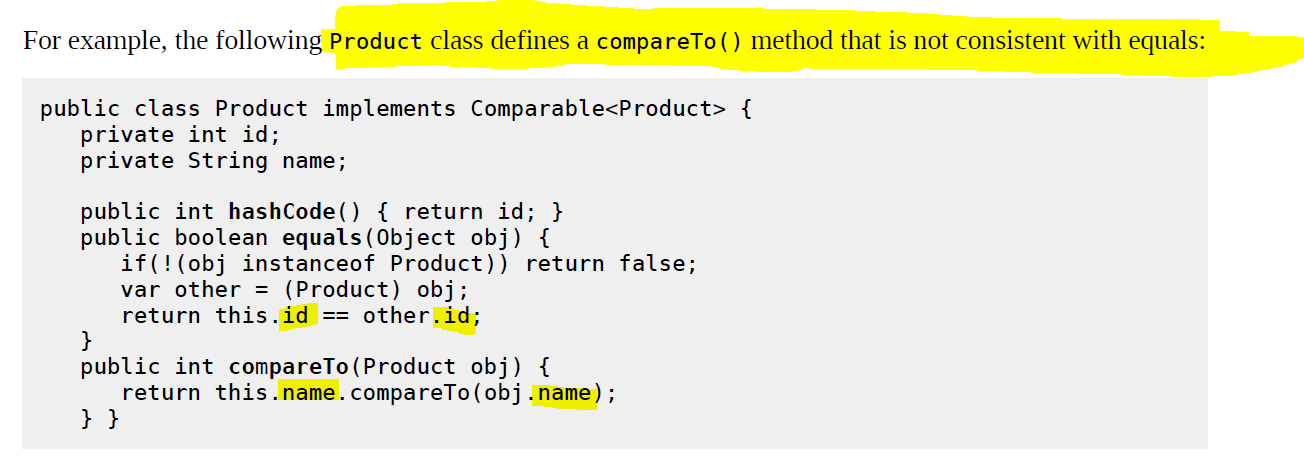 For example, the following Product class defines a compareTo() method that is not consistent with equals:
public class Product implements Comparable<Product> {
   private int id;
   private String name;

   public int hashCode() { return id; }
   public boolean equals(Object obj) {
      if(!(obj instanceof Product)) return false;
      var other = (Product) obj;
      return this.id == other.id;
   }
   public int compareTo(Product obj) {
      return this.name.compareTo(obj.name);
   } }